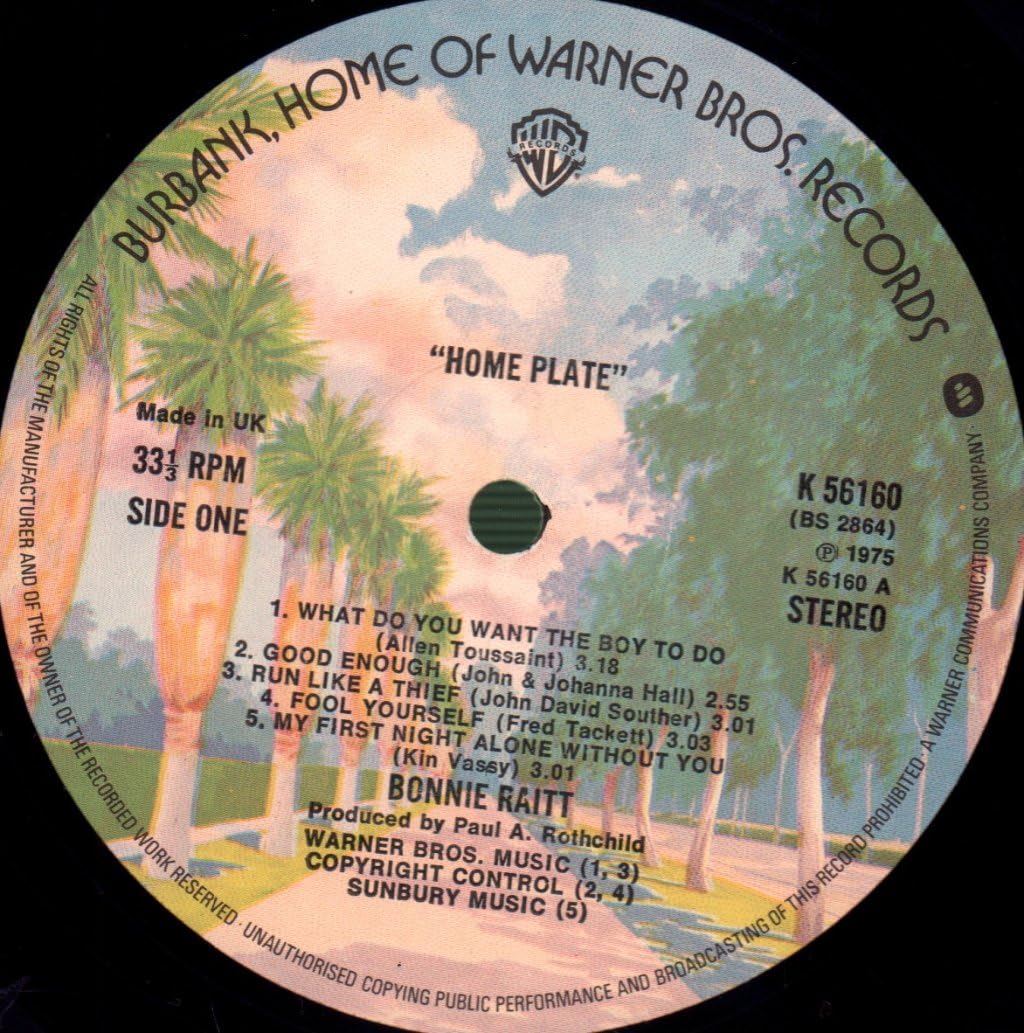 BURBANK, HOME OF WARNER BROS. RECORDS
RECORDS
"HOME PLATE"
Made in UK
33⅓ RPM
SIDE ONE
K 56160
(BS 2864)
Ⓟ 1975
K 56160 A
STEREO
1. WHAT DO YOU WANT THE BOY TO DO
(Allen Toussaint) 3.18
2. GOOD ENOUGH (John & Johanna Hall) 2.55
3. RUN LIKE A THIEF (John David Souther) 3.01
4. FOOL YOURSELF (Fred Tackett) 3.03
5. MY FIRST NIGHT ALONE WITHOUT YOU
(Kin Vassy) 3.01
BONNIE RAITT
Produced by Paul A. Rothchild
WARNER BROS. MUSIC (1, 3)
COPYRIGHT CONTROL (2, 4)
SUNBURY MUSIC (5)
ALL RIGHTS OF THE MANUFACTURER AND OF THE OWNER OF THE RECORDED WORK RESERVED · UNAUTHORISED COPYING PUBLIC PERFORMANCE AND BROADCASTING OF THIS RECORD PROHIBITED · A WARNER COMMUNICATIONS COMPANY ·